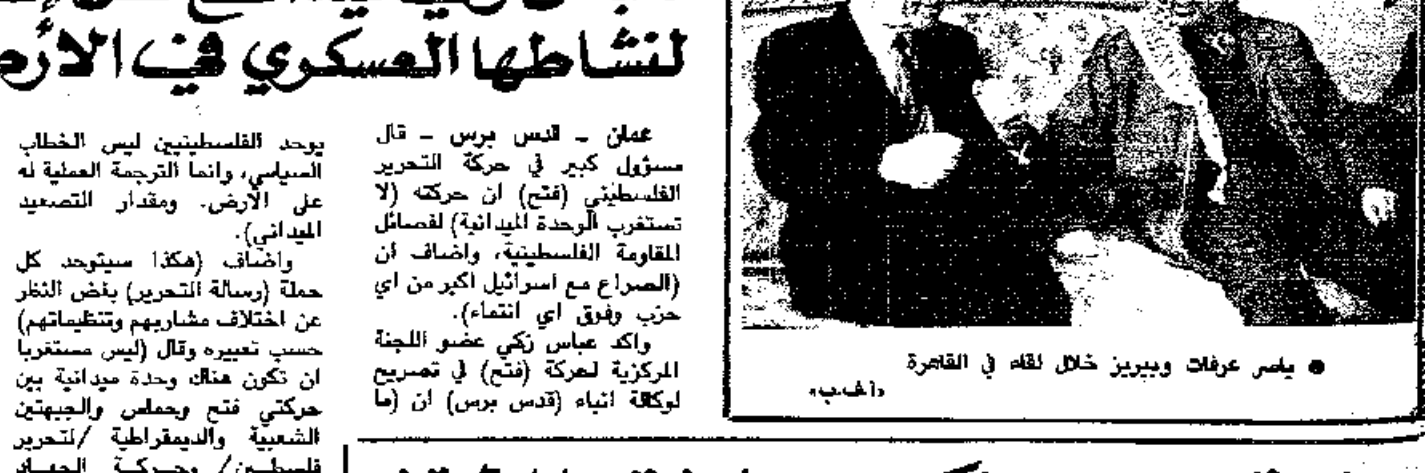 لنشاطها العسكري في
عمان ـ قدس برس ـ قال
مسؤول كبير في حركة التحرير
الفلسطيني (فتح) ان حركته (لا
تستغرب الوحدة الميدانية) لفصائل
المقاومة الفلسطينية، واضاف ان
(الصراع مع اسرائيل اكبر من اي
حزب وفوق اي انتماء).
واكد عباس زكي عضو اللجنة
المركزية لحركة (فتح) في تصريح
لوكالة انباء (قدس برس) ان (ما
يوحد الفلسطينيين ليس الخطاب
السياسي، وانما الترجمة العملية له
على الأرض. ومقدار التصعيد
الميداني).
واضاف (هكذا سيتوحد كل
حملة (رسالة التحرير) بغض النظر
عن اختلاف مشاربهم وتنظيماتهم)
حسب تعبيره وقال (ليس مستغربا
ان تكون هناك وحدة ميدانية بين
حركتي فتح وحماس والجبهتين
الشعبية والديمقراطية /لتحرير
فلسطين/ وحركة الجهاد
● ياسر عرفات وبيريز خلال لقاء في القاهرة
«أ.ف.ب»